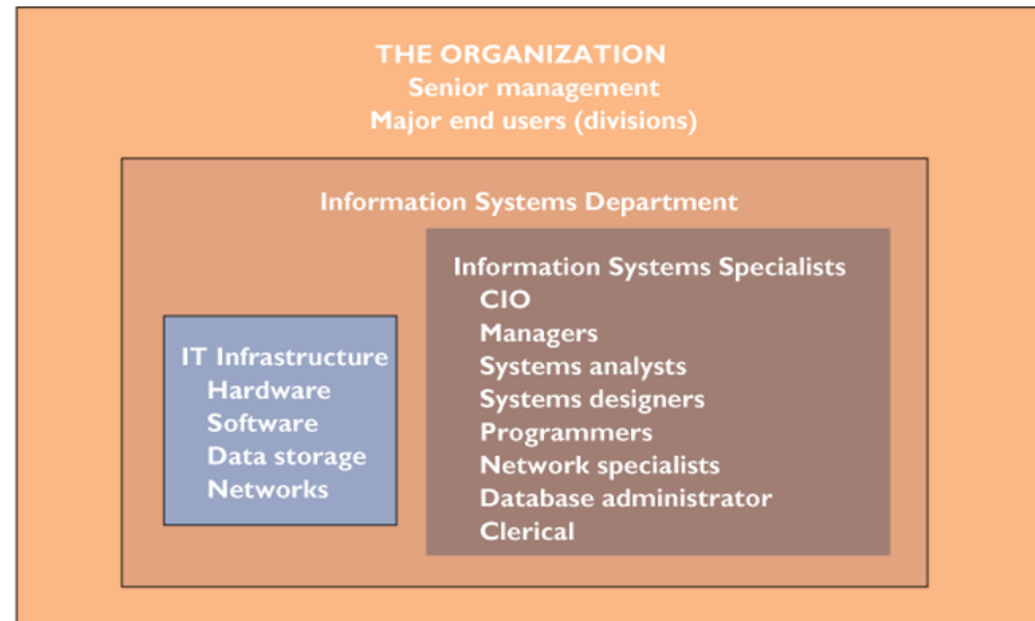 THE ORGANIZATION
Senior management
Major end users (divisions)
Information Systems Department
IT Infrastructure
Hardware
Software
Data storage
Networks
Information Systems Specialists
CIO
Managers
Systems analysts
Systems designers
Programmers
Network specialists
Database administrator
Clerical